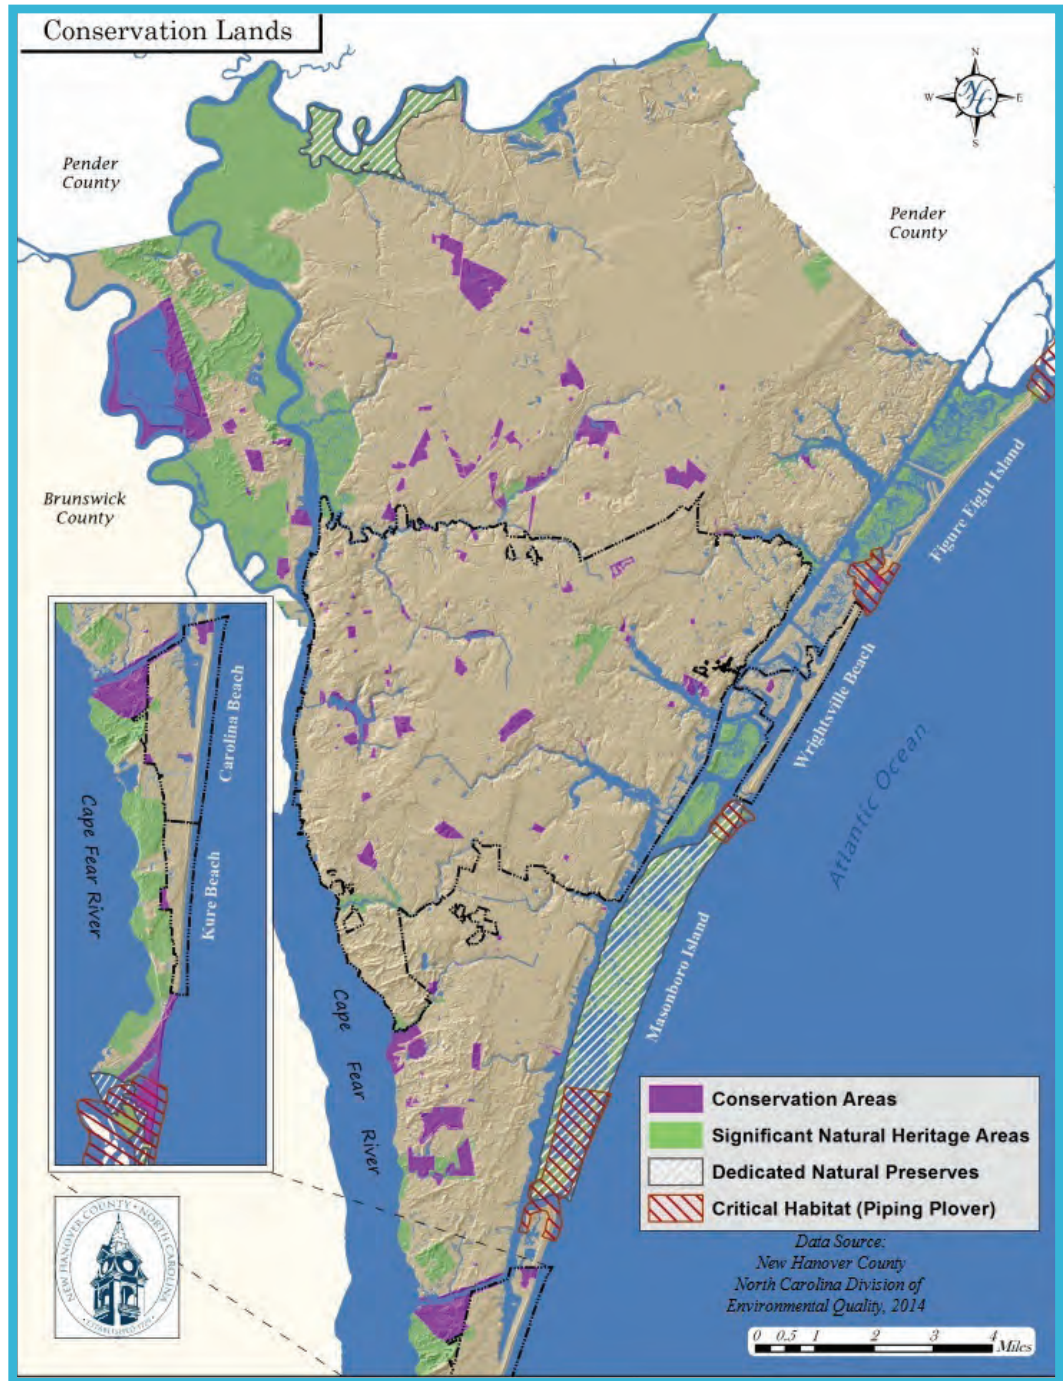 Conservation Lands
N
W
E
S
NH
Pender
County
Pender
County
Brunswick
County
Figure Eight Island
Wrightsville Beach
Atlantic Ocean
Masonboro Island
Carolina Beach
Cape Fear River
Kure Beach
Cape Fear River
Conservation Areas
Significant Natural Heritage Areas
Dedicated Natural Preserves
Critical Habitat (Piping Plover)
Data Source:
New Hanover County
North Carolina Division of
Environmental Quality, 2014
0 0.5 1 2 3 4
Miles
NEW HANOVER COUNTY • NORTH CAROLINA